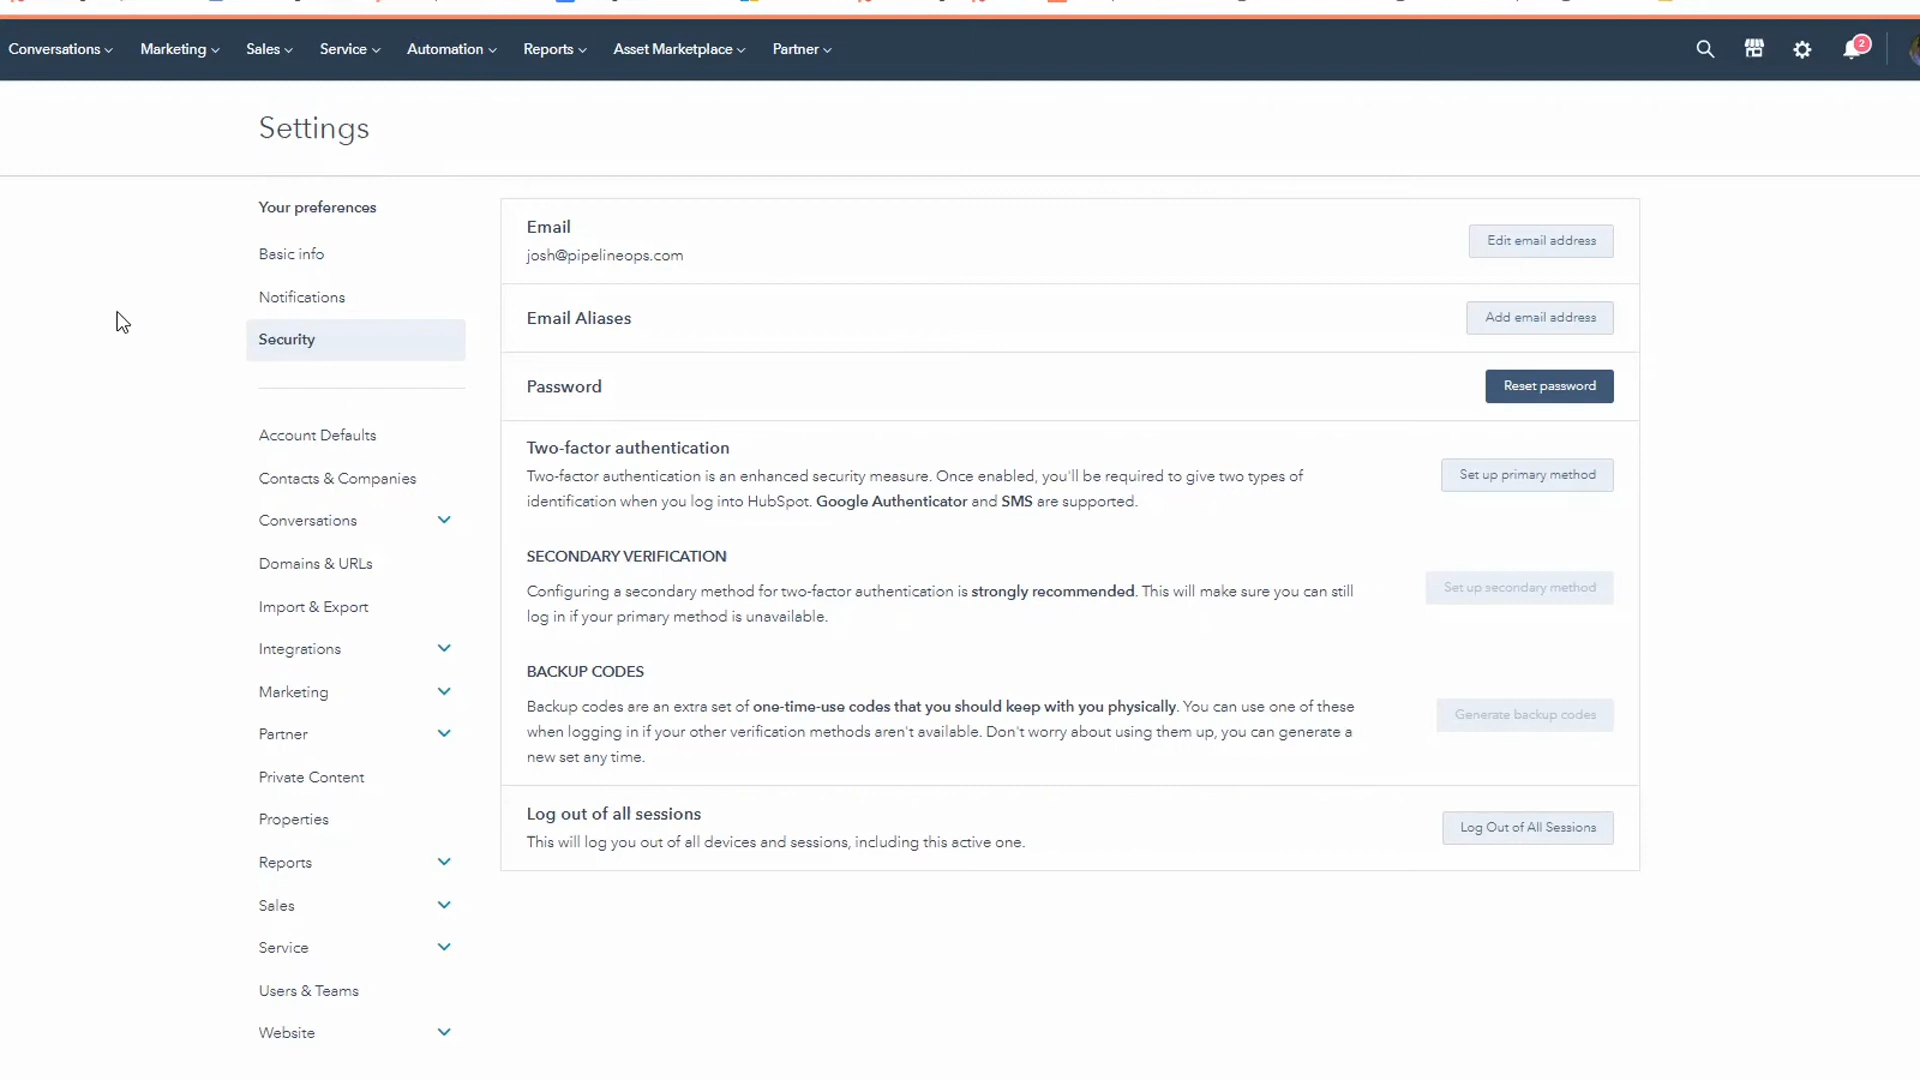 Conversations
Marketing
Sales
Service
Automation
Reports
Asset Marketplace
Partner
2
Settings
Your preferences
Basic info
Notifications
Security
Account Defaults
Contacts & Companies
Conversations
Domains & URLs
Import & Export
Integrations
Marketing
Partner
Private Content
Properties
Reports
Sales
Service
Users & Teams
Website
Email
josh@pipelineops.com
Edit email address
Email Aliases
Add email address
Password
Reset password
Two-factor authentication
Two-factor authentication is an enhanced security measure. Once enabled, you'll be required to give two types of
identification when you log into HubSpot. Google Authenticator and SMS are supported.
Set up primary method
SECONDARY VERIFICATION
Configuring a secondary method for two-factor authentication is strongly recommended. This will make sure you can still
log in if your primary method is unavailable.
Set up secondary method
BACKUP CODES
Backup codes are an extra set of one-time-use codes that you should keep with you physically. You can use one of these
when logging in if your other verification methods aren't available. Don't worry about using them up, you can generate a
new set any time.
Generate backup codes
Log out of all sessions
This will log you out of all devices and sessions, including this active one.
Log Out of All Sessions